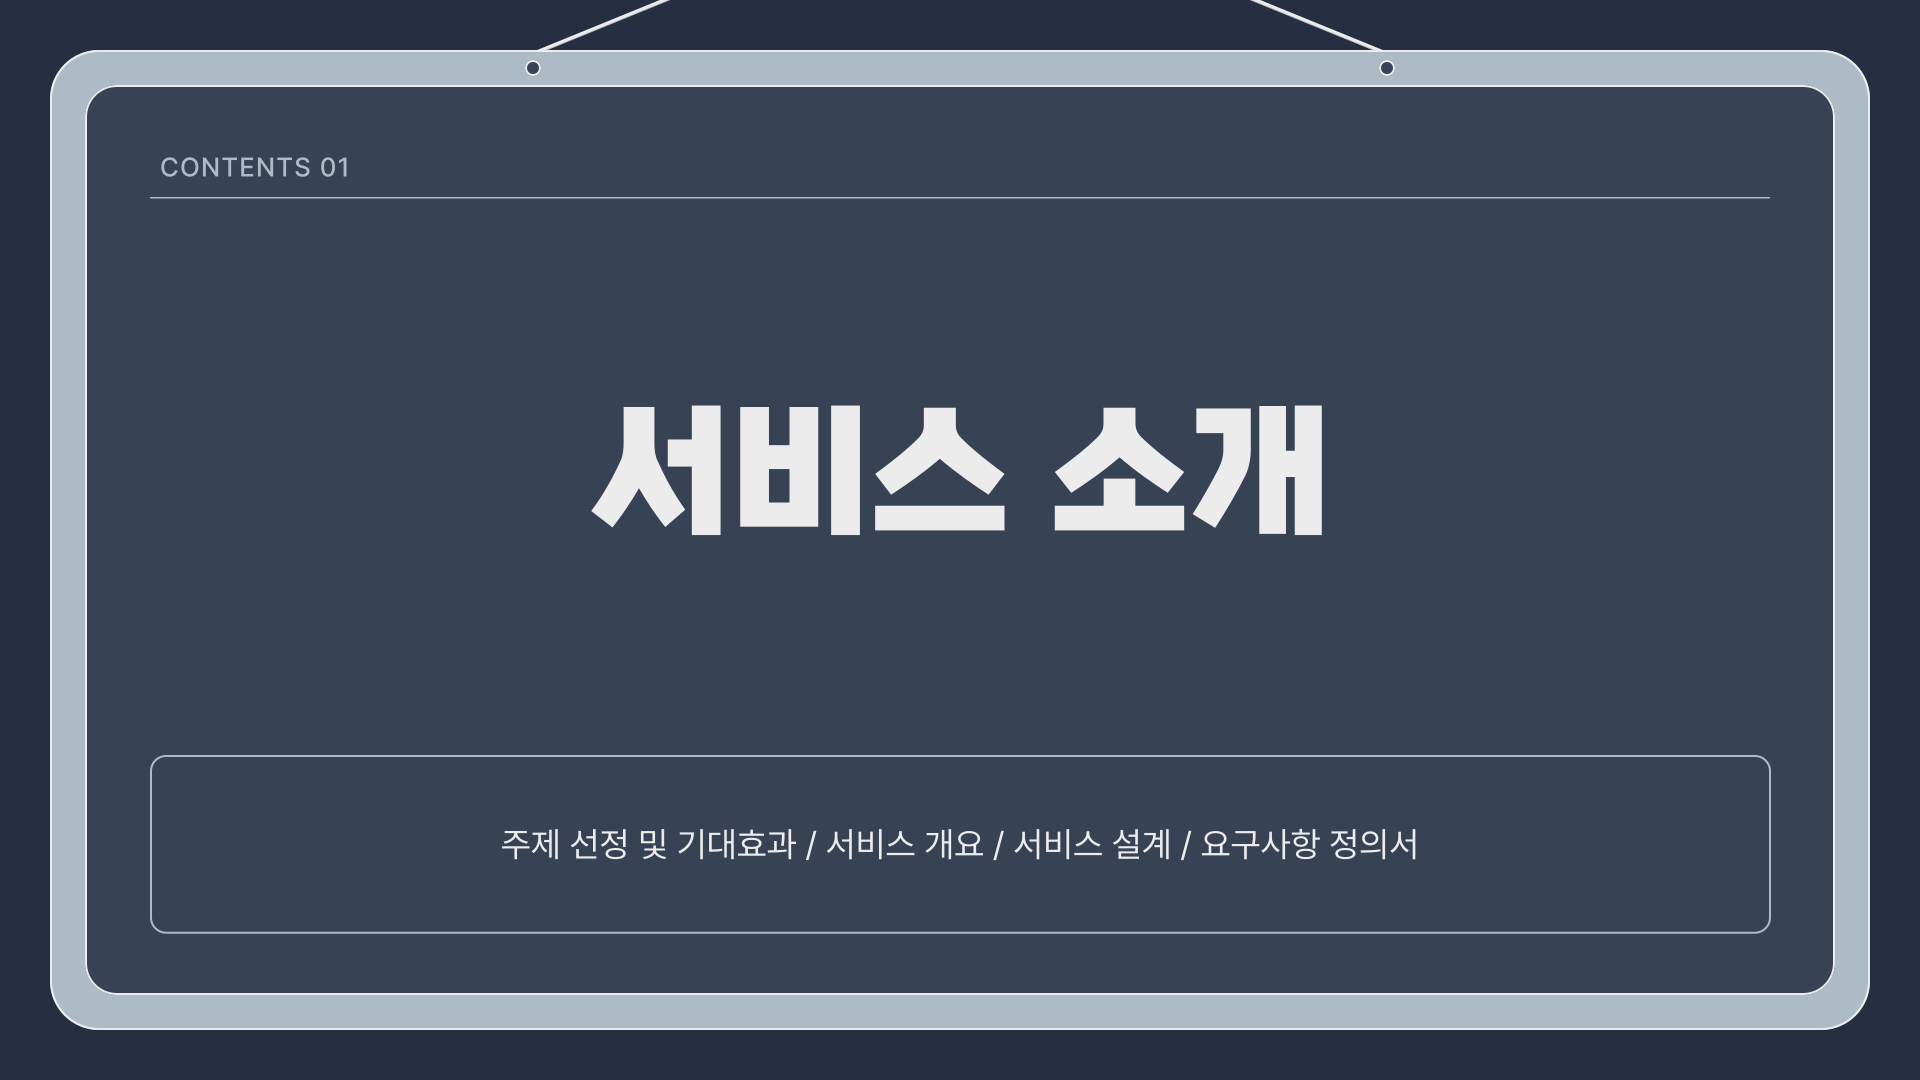 CONTENTS 01
서비스 소개
주제 선정 및 기대효과 / 서비스 개요 / 서비스 설계 / 요구사항 정의서